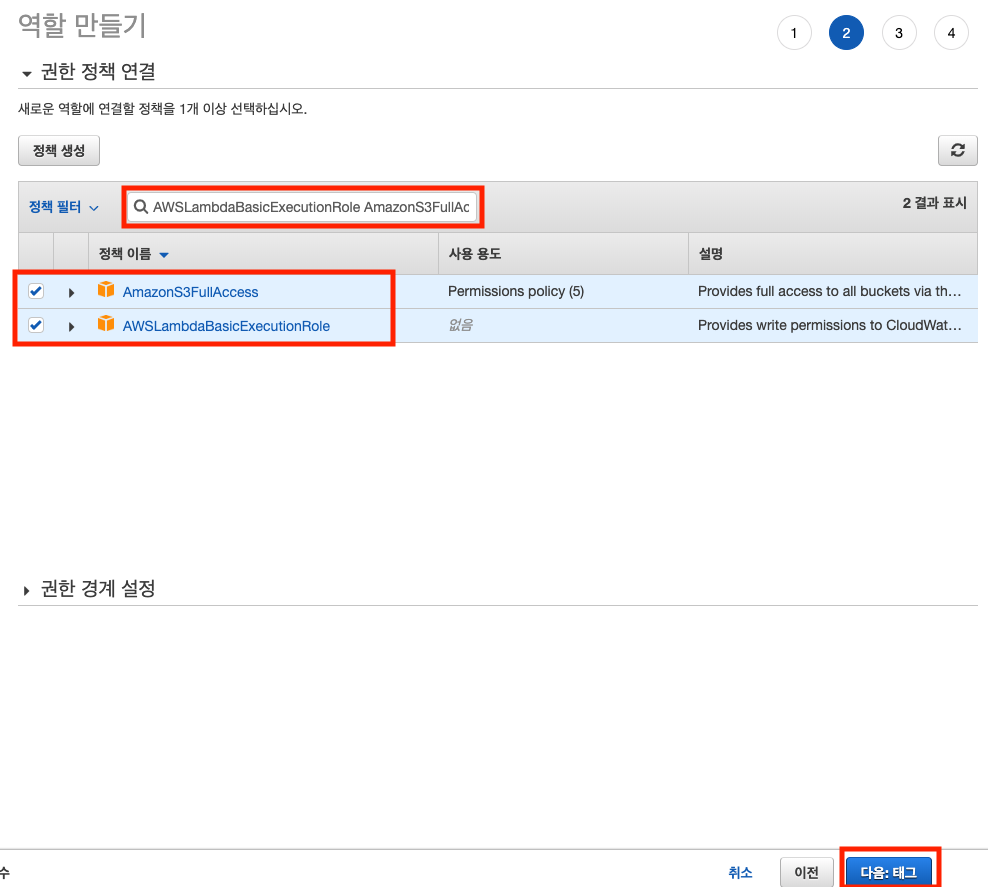 역할 만들기
1 2 3 4
권한 정책 연결
새로운 역할에 연결할 정책을 1개 이상 선택하십시오.
정책 생성
정책 필터 AWSLambdaBasicExecutionRole AmazonS3FullAc 2 결과 표시
정책 이름 사용 용도 설명
AmazonS3FullAccess Permissions policy (5) Provides full access to all buckets via th…
AWSLambdaBasicExecutionRole 없음 Provides write permissions to CloudWat…
권한 경계 설정
수 취소 이전 다음: 태그